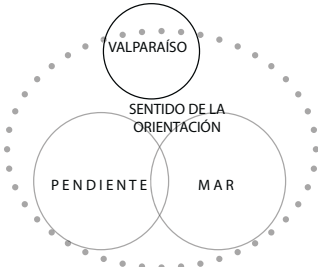 VALPARAÍSO
SENTIDO DE LA
ORIENTACIÓN
PENDIENTE
MAR